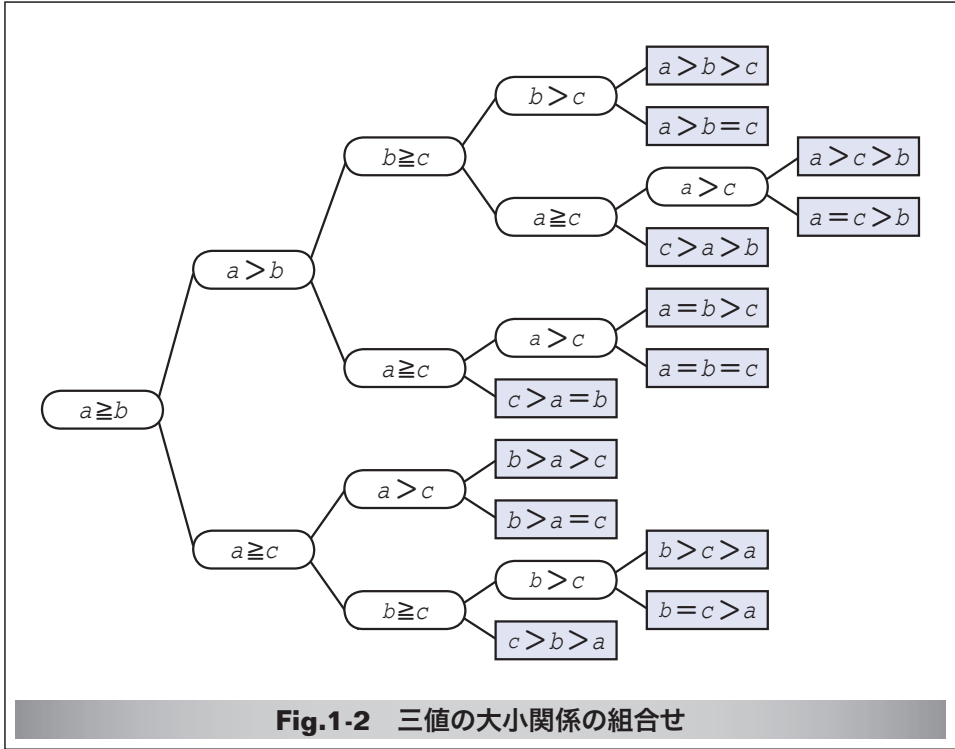 a＞b＞c
b＞c
a＞b＝c
b≧c
a＞c＞b
a＞c
a≧c
a＝c＞b
c＞a＞b
a＞b
a＝b＞c
a＞c
a≧c
a＝b＝c
c＞a＝b
a≧b
b＞a＞c
a＞c
b＞a＝c
a≧c
b＞c＞a
b＞c
b≧c
b＝c＞a
c＞b＞a
Fig.1-2 三値の大小関係の組合せ